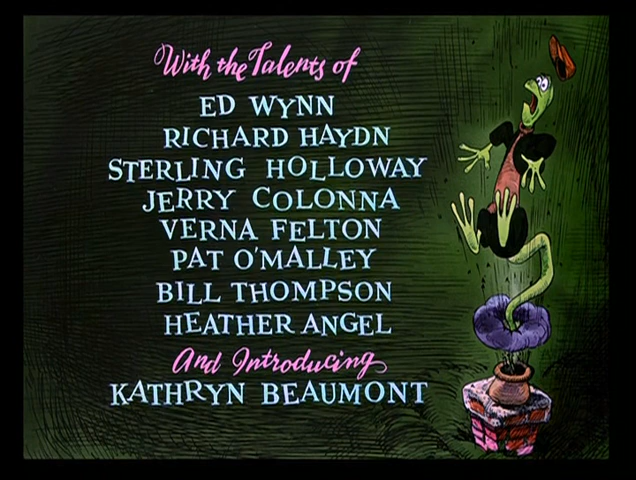 With the Talents of
ED WYNN
RICHARD HAYDN
STERLING HOLLOWAY
JERRY COLONNA
VERNA FELTON
PAT O'MALLEY
BILL THOMPSON
HEATHER ANGEL
And Introducing
KATHRYN BEAUMONT